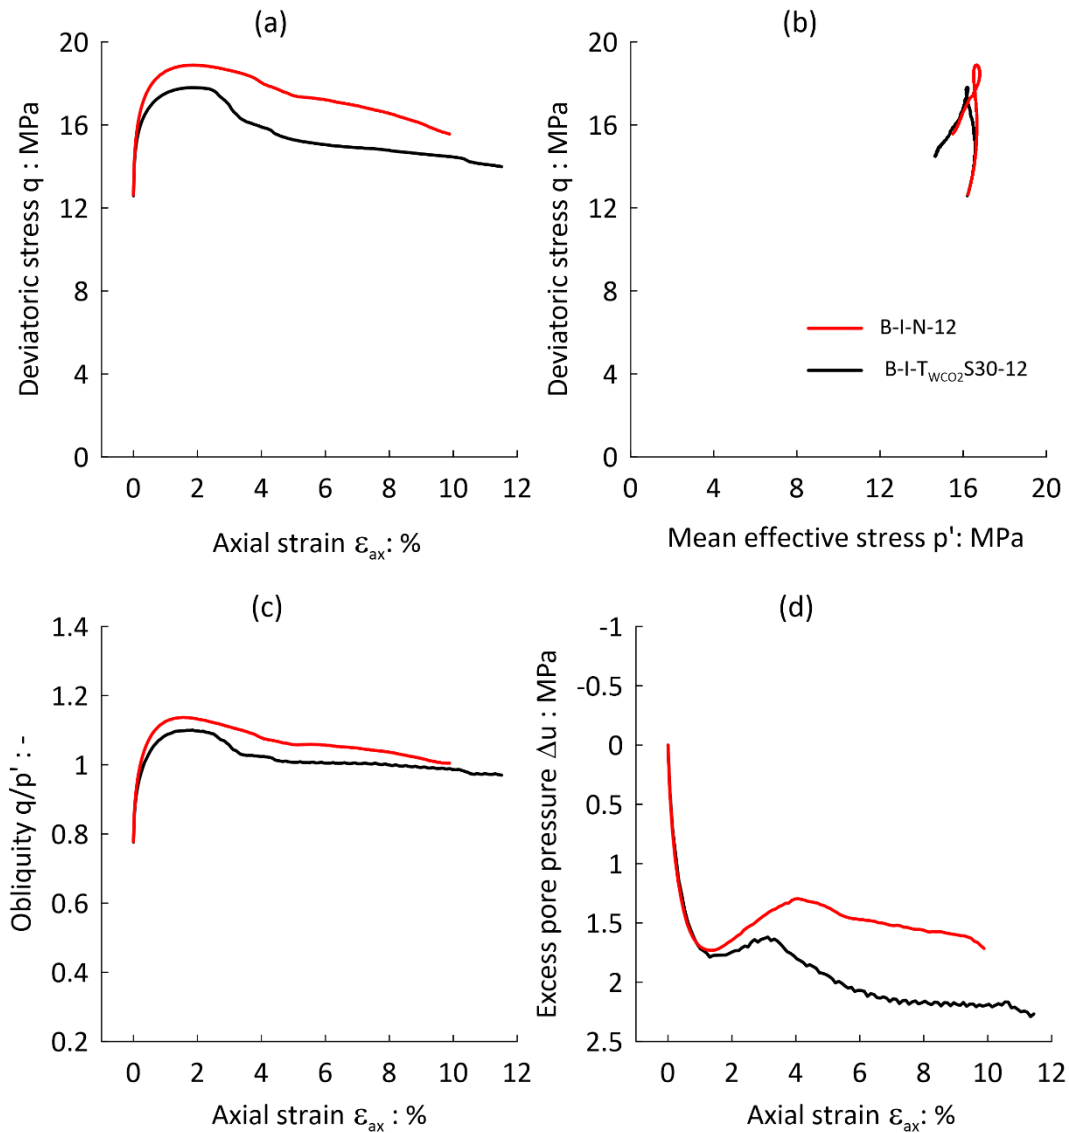 (a)
Deviatoric stress q : MPa
20
16
12
8
4
0
0 2 4 6 8 10 12
Axial strain εax: %
(b)
Deviatoric stress q : MPa
20
16
12
8
4
0
B-I-N-12
B-I-TWCO2S30-12
0 4 8 12 16 20
Mean effective stress p': MPa
(c)
Obliquity q/p' : -
1.4
1.2
1
0.8
0.6
0.4
0.2
0 2 4 6 8 10 12
Axial strain εax : %
(d)
Excess pore pressure Δu : MPa
-1
-0.5
0
0.5
1
1.5
2
2.5
0 2 4 6 8 10 12
Axial strain εax : %